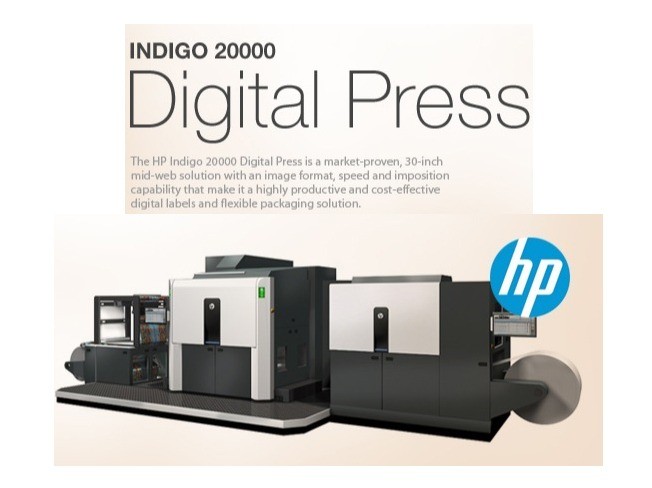 INDIGO 20000
Digital Press
The HP Indigo 20000 Digital Press is a market-proven, 30-inch
mid-web solution with an image format, speed and imposition
capability that make it a highly productive and cost-effective
digital labels and flexible packaging solution.
hp